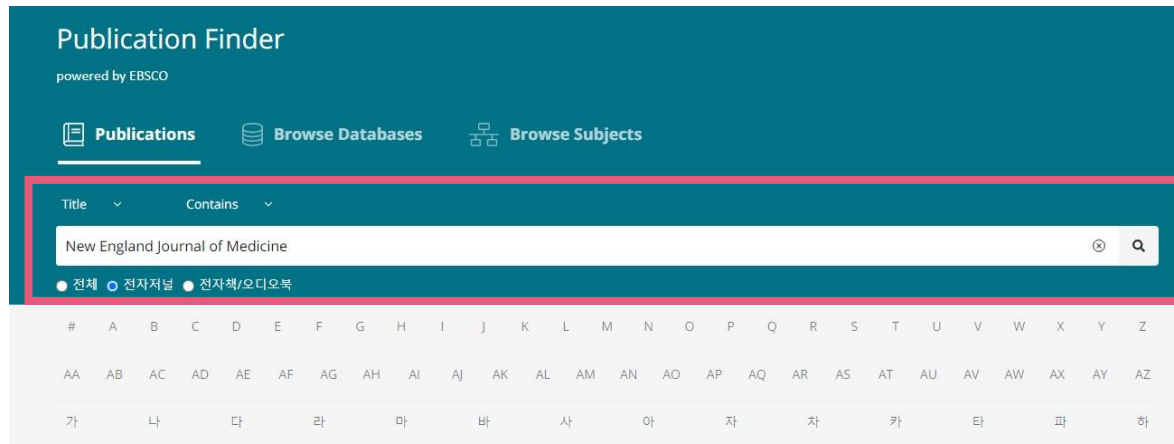 Publication Finder
powered by EBSCO
Publications Browse Databases Browse Subjects
Title Contains
New England Journal of Medicine
전체 전자저널 전자책/오디오북
# A B C D E F G H I J K L M N O P Q R S T U V W X Y Z
AA AB AC AD AE AF AG AH AI AJ AK AL AM AN AO AP AQ AR AS AT AU AV AW AX AY AZ
가 나 다 라 마 바 사 아 자 차 카 타 파 하